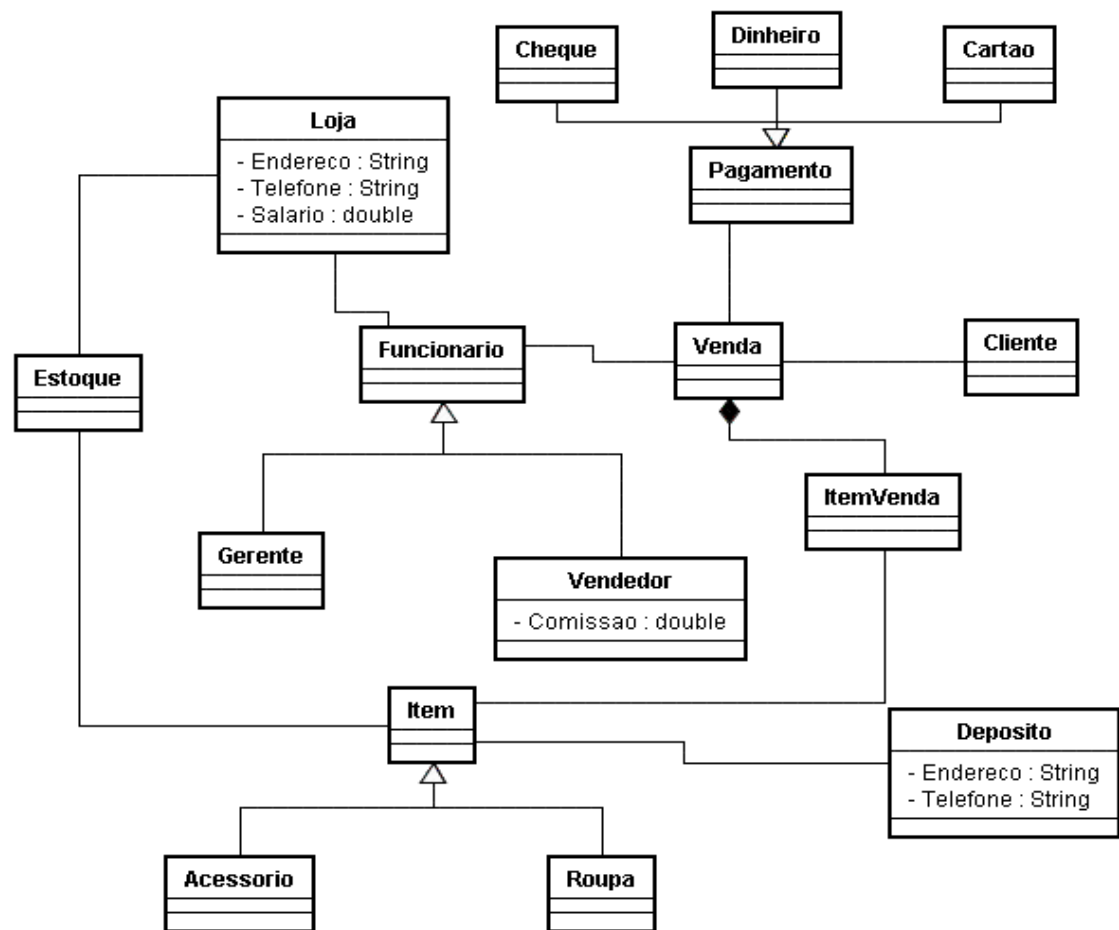 Cheque
Dinheiro
Cartao
Loja
- Endereco : String
- Telefone : String
- Salario : double
Pagamento
Estoque
Funcionario
Venda
Cliente
ItemVenda
Gerente
Vendedor
- Comissao : double
Item
Deposito
- Endereco : String
- Telefone : String
Acessorio
Roupa